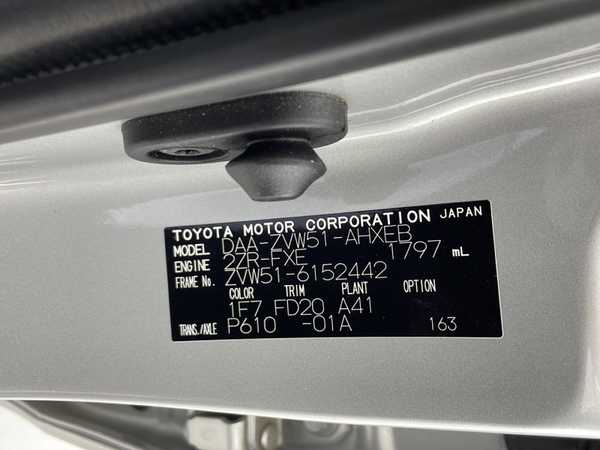 TOYOTA MOTOR CORPORATION JAPAN
MODEL DAA-ZVW51-AHXEB
ENGINE 2ZR-FXE 1797 mL
FRAME No. ZVW51-6152442
COLOR TRIM PLANT OPTION
1F7 FD20 A41
TRANS./AXLE P610 -01A 163